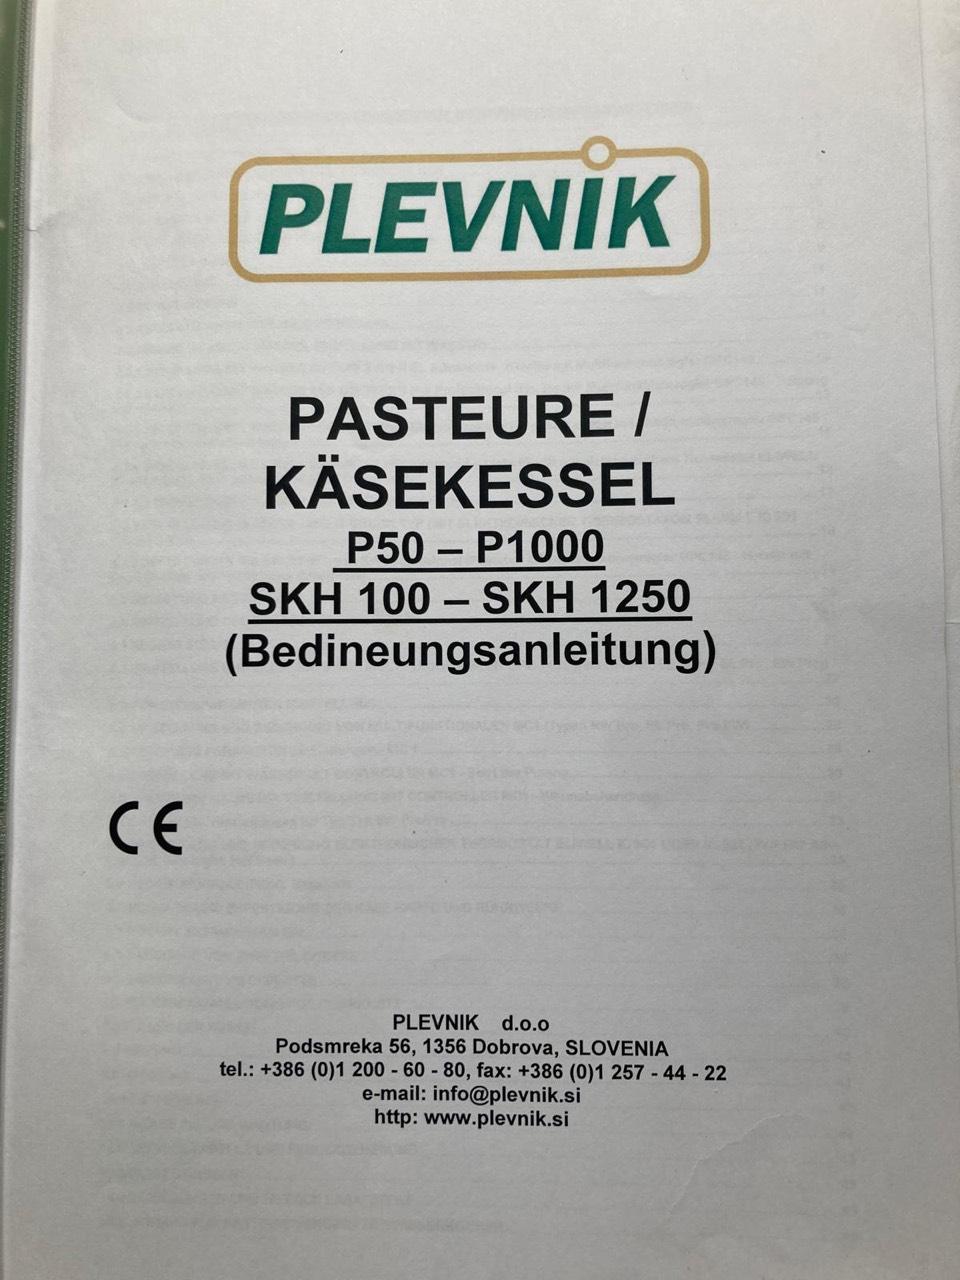 PLEVNIK
PASTEURE /
KÄSEKESSEL
P50 – P1000
SKH 100 – SKH 1250
(Bedineungsanleitung)
CE
PLEVNIK d.o.o
Podsmreka 56, 1356 Dobrova, SLOVENIA
tel.: +386 (0)1 200 - 60 - 80, fax: +386 (0)1 257 - 44 - 22
e-mail: info@plevnik.si
http: www.plevnik.si